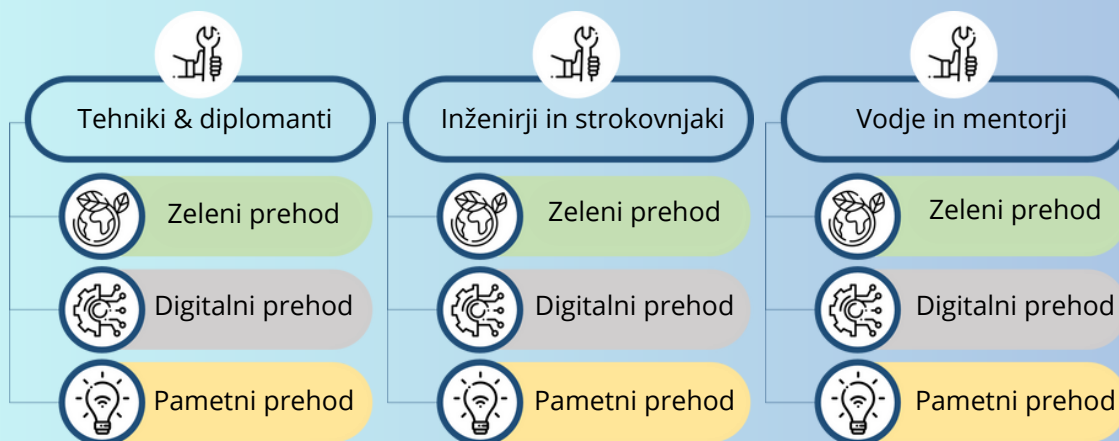 Tehniki & diplomanti
Zeleni prehod
Digitalni prehod
Pametni prehod
Inženirji in strokovnjaki
Zeleni prehod
Digitalni prehod
Pametni prehod
Vodje in mentorji
Zeleni prehod
Digitalni prehod
Pametni prehod